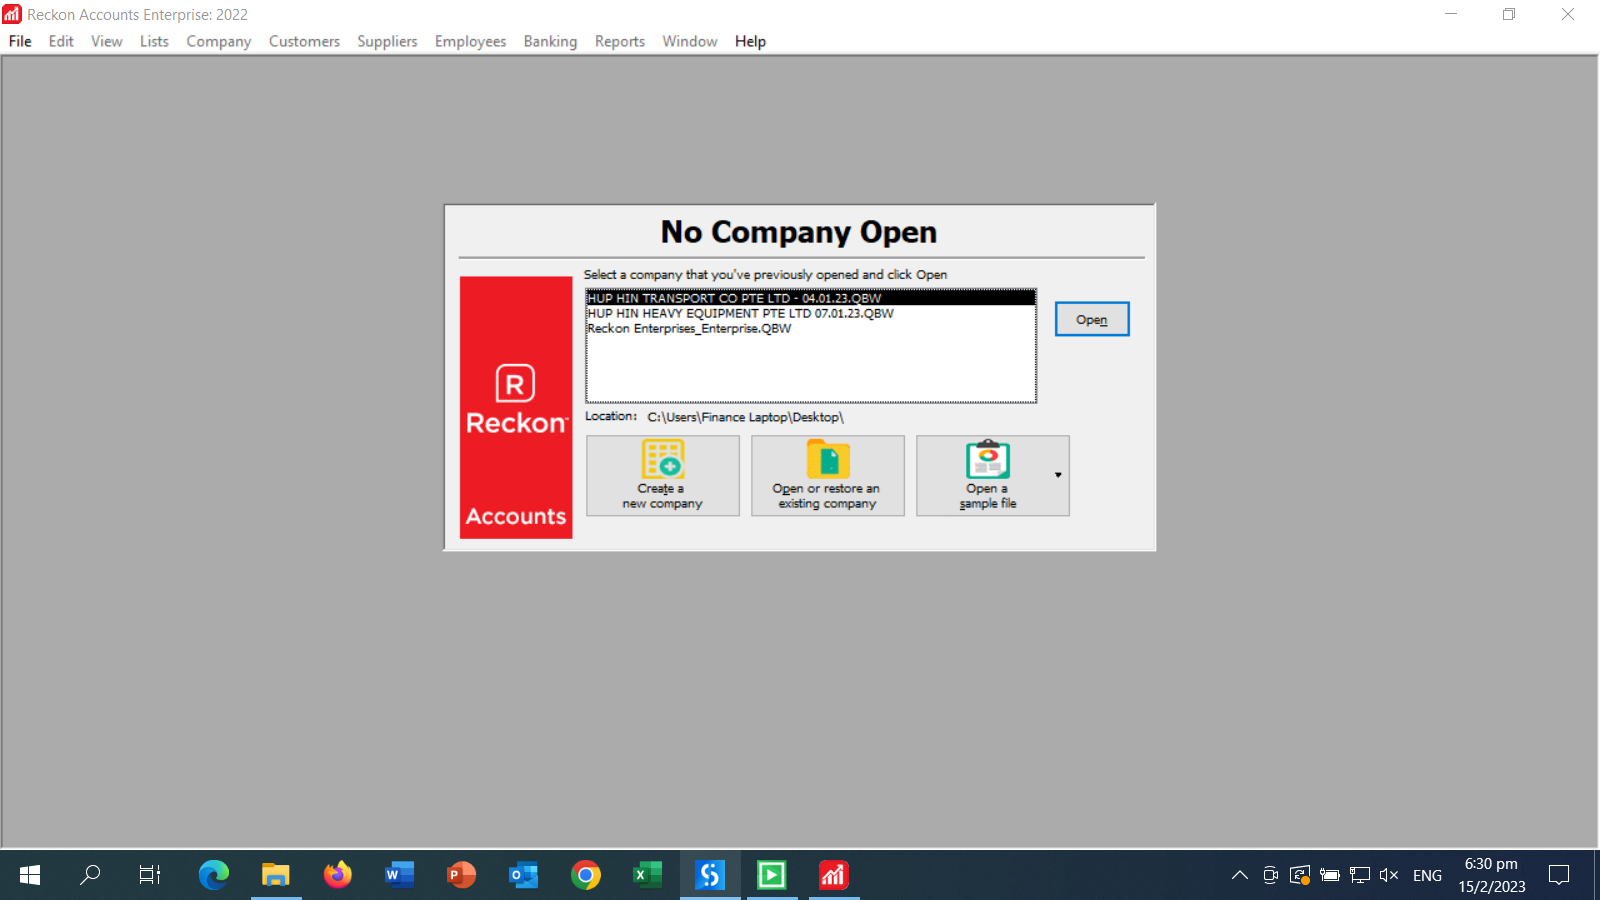 Reckon Accounts Enterprise: 2022
File Edit View Lists Company Customers Suppliers Employees Banking Reports Window Help
No Company Open
Select a company that you've previously opened and click Open
HUP HIN TRANSPORT CO PTE LTD - 04.01.23.QBW
HUP HIN HEAVY EQUIPMENT PTE LTD 07.01.23.QBW
Reckon Enterprises_Enterprise.QBW
Open
R
Reckon
Accounts
Location: C:\Users\Finance Laptop\Desktop\
Create a
new company
Open or restore an
existing company
Open a
sample file
ENG
6:30 pm
15/2/2023